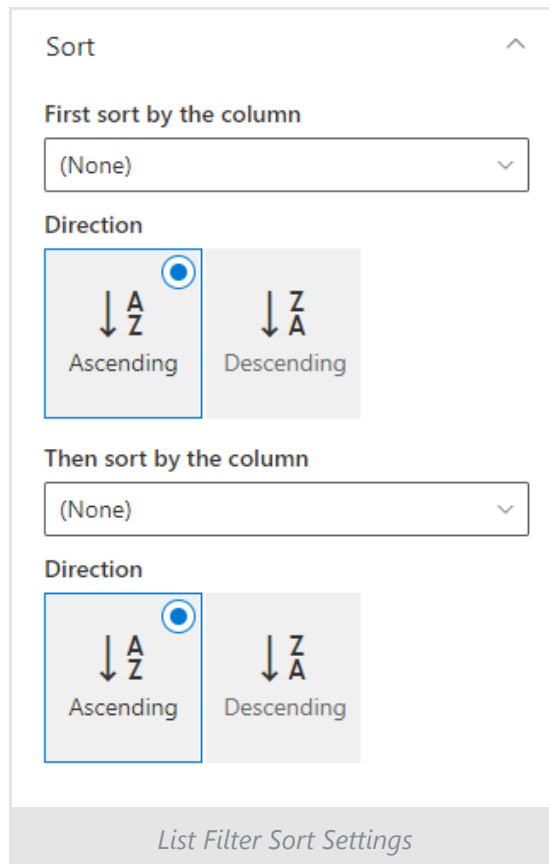 Sort
First sort by the column
(None)
Direction
A
Z
Z
A
Ascending
Descending
Then sort by the column
(None)
Direction
A
Z
Z
A
Ascending
Descending
List Filter Sort Settings